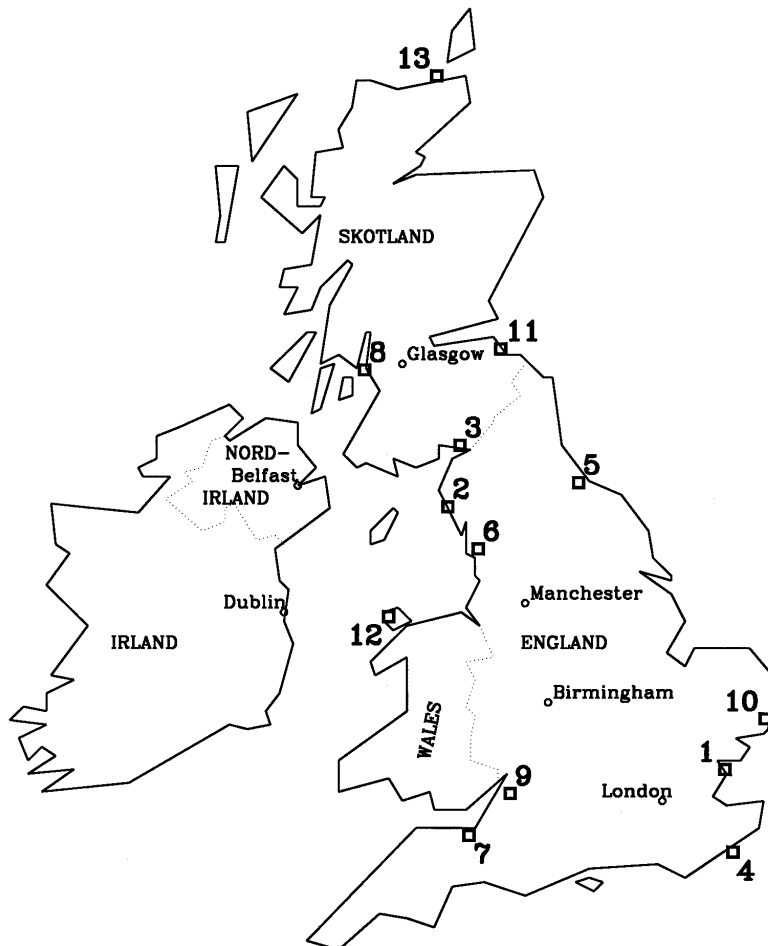 13
SKOTLAND
11
8
Glasgow
3
NORD-
Belfast
IRLAND
5
2
6
Manchester
Dublin
12
IRLAND
ENGLAND
Birmingham
10
WALES
1
9
London
7
4